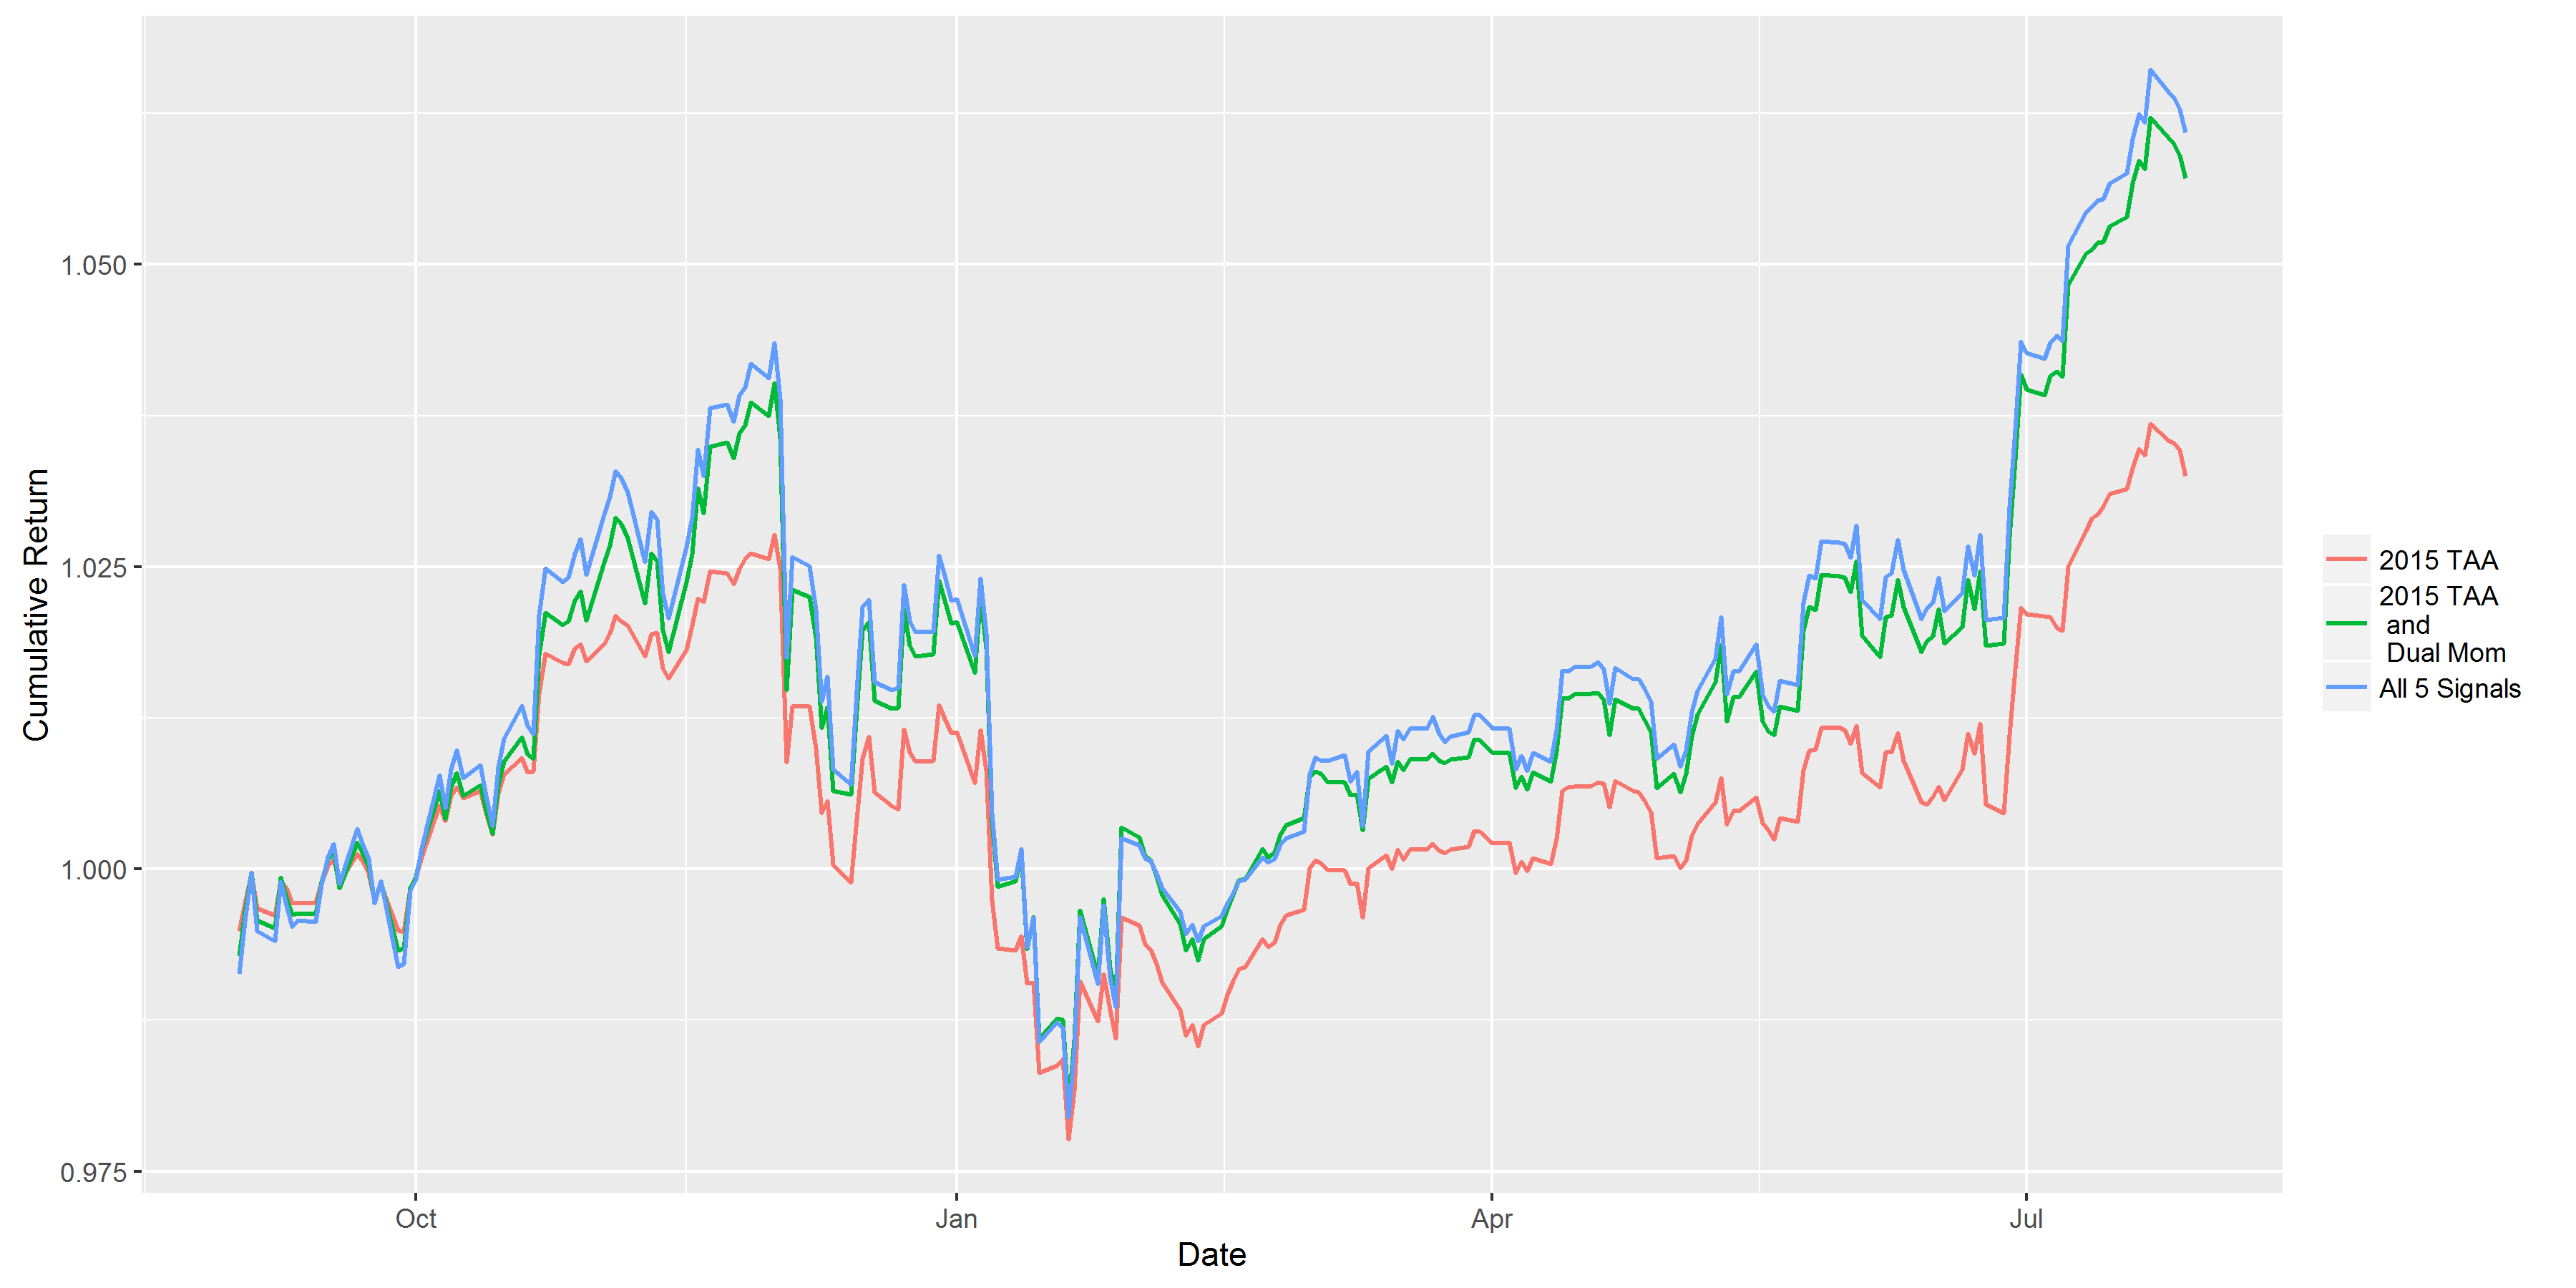 Cumulative Return
1.050
1.025
1.000
0.975
Oct
Jan
Apr
Jul
Date
2015 TAA
2015 TAA
and
Dual Mom
All 5 Signals